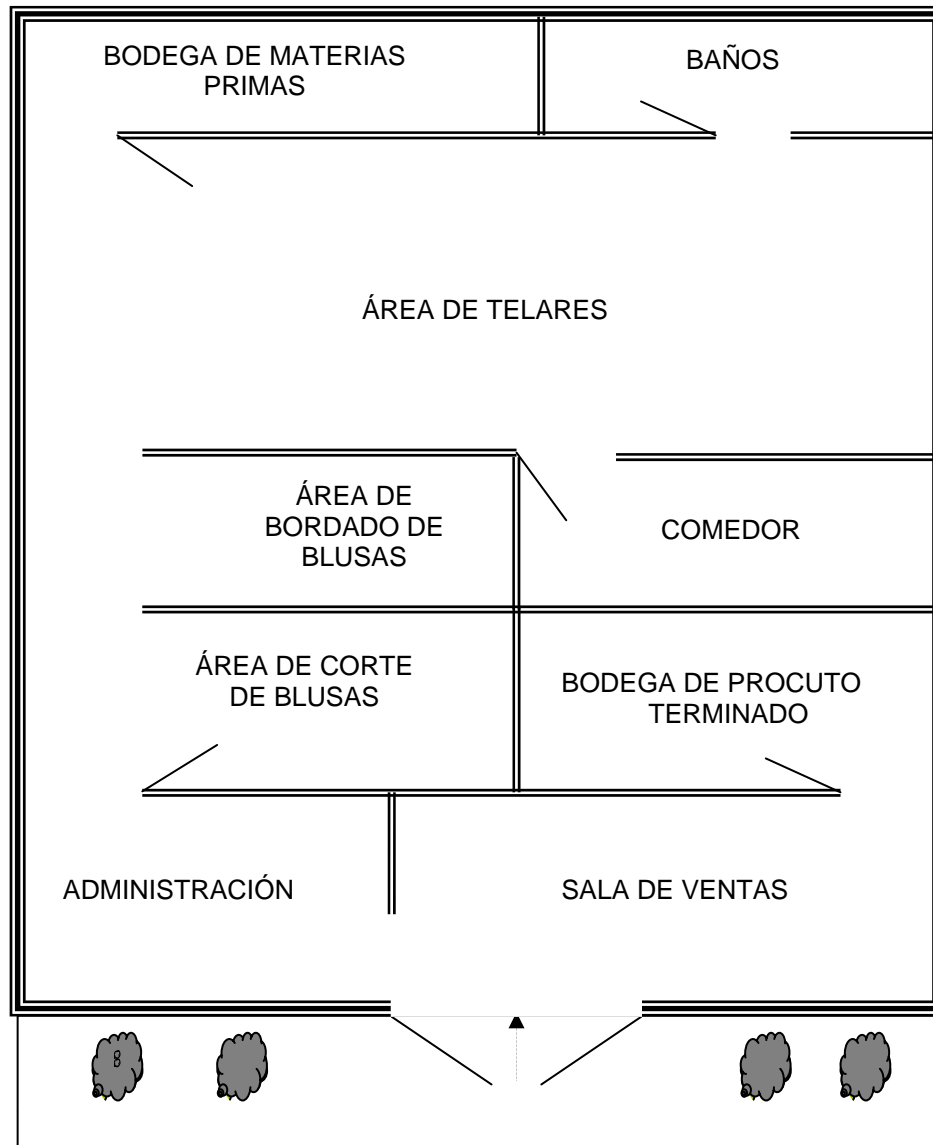 BODEGA DE MATERIAS
PRIMAS
BAÑOS
ÁREA DE TELARES
ÁREA DE
BORDADO DE
BLUSAS
COMEDOR
ÁREA DE CORTE
DE BLUSAS
BODEGA DE PROCUTO
TERMINADO
ADMINISTRACIÓN
SALA DE VENTAS
8